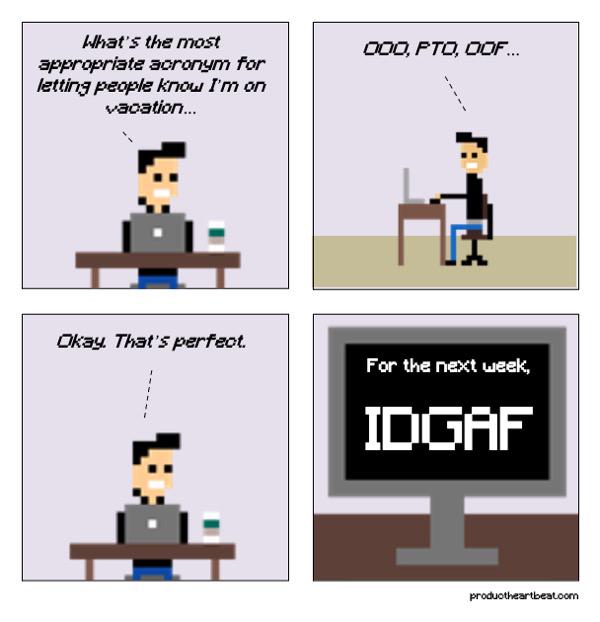 What's the most
appropriate acronym for
letting people know I'm on
vacation...
OOO, PTO, OOF...
Okay. That's perfect.
For the next week,
IDGAF
productheartbeat.com